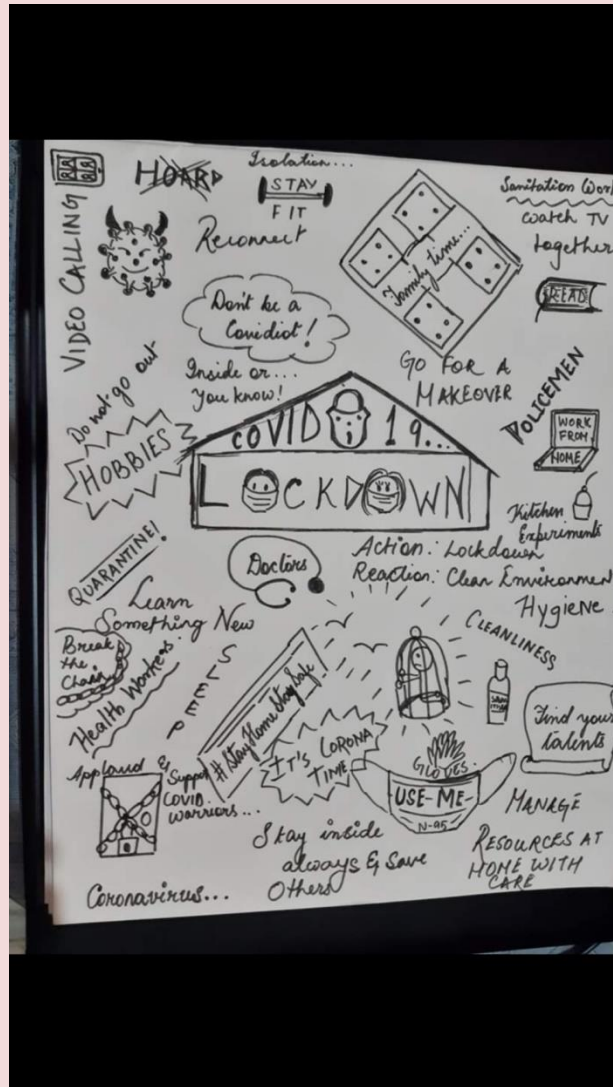 Isolation...
HOARD
STAY
FIT
Sanitation Work
Watch TV
together
VIDEO CALLING
Reconnect
Family time...
READ
Don't be a
Covidiot!
Inside or...
You know!
GO FOR A
MAKEOVER
POLICEMEN
Do not go out
HOBBIES
COVID 19...
LOCKDOWN
WORK
FROM
HOME
Kitchen
Experiments
QUARANTINE!
Doctors
Action: Lockdown
Reaction: Clean Environment
Hygiene
Learn
Something New
CLEANLINESS
Break
the
Chain
Health Workers
SLEEP
#StayHomeStaySafe
Find your
talents
IT'S CORONA
TIME
GLOVES
USE-ME-
N-95
Applaud &
Support
COVID
warriors...
MANAGE
RESOURCES AT
HOME WITH
CARE
Stay inside
always & save
Others
Coronavirus...